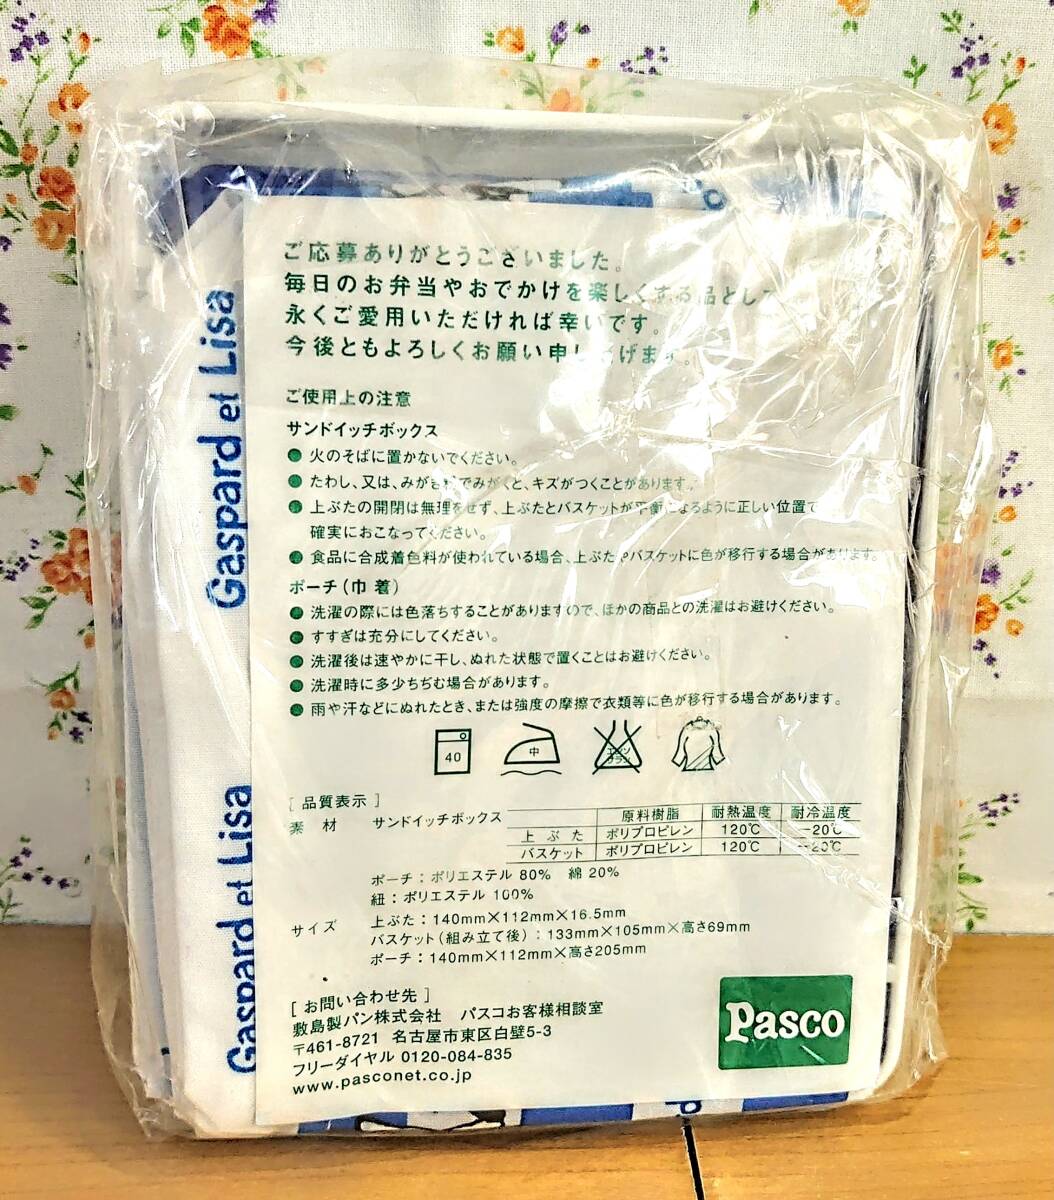 ご応募ありがとうございました。
毎日のお弁当やおでかけを楽しくする品として
永くご愛用いただければ幸いです。
今後ともよろしくお願い申し上げます。
ご使用上の注意
サンドイッチボックス
● 火のそばに置かないでください。
● たわし、又は、みがき粉でみがくと、キズがつくことがあります。
● 上ぶたの開閉は無理をせず、上ぶたとバスケットが平衡になるように正しい位置で
確実におこなってください。
● 食品に合成着色料が使われている場合、上ぶたやバスケットに色が移行する場合があります。
ポーチ(巾着)
● 洗濯の際には色落ちすることがありますので、ほかの商品との洗濯はお避けください。
● すすぎは充分にしてください。
● 洗濯後は速やかに干し、ぬれた状態で置くことはお避けください。
● 洗濯時に多少ちぢむ場合があります。
● 雨や汗などにぬれたとき、または強度の摩擦で衣類等に色が移行する場合があります。
40 中 エンソサラシ
[品質表示]
素材 サンドイッチボックス
原料樹脂 耐熱温度 耐冷温度
上ぶた ポリプロピレン 120℃ −20℃
バスケット ポリプロピレン 120℃ −20℃
ポーチ:ポリエステル 80% 綿 20%
紐:ポリエステル 100%
サイズ 上ぶた:140mm×112mm×16.5mm
バスケット(組み立て後):133mm×105mm×高さ69mm
ポーチ:140mm×112mm×高さ205mm
[お問い合わせ先]
敷島製パン株式会社 パスコお客様相談室
〒461-8721 名古屋市東区白壁5-3
フリーダイヤル 0120-084-835
www.pasconet.co.jp
Pasco
Gaspard et Lisa
Gaspard et Lisa